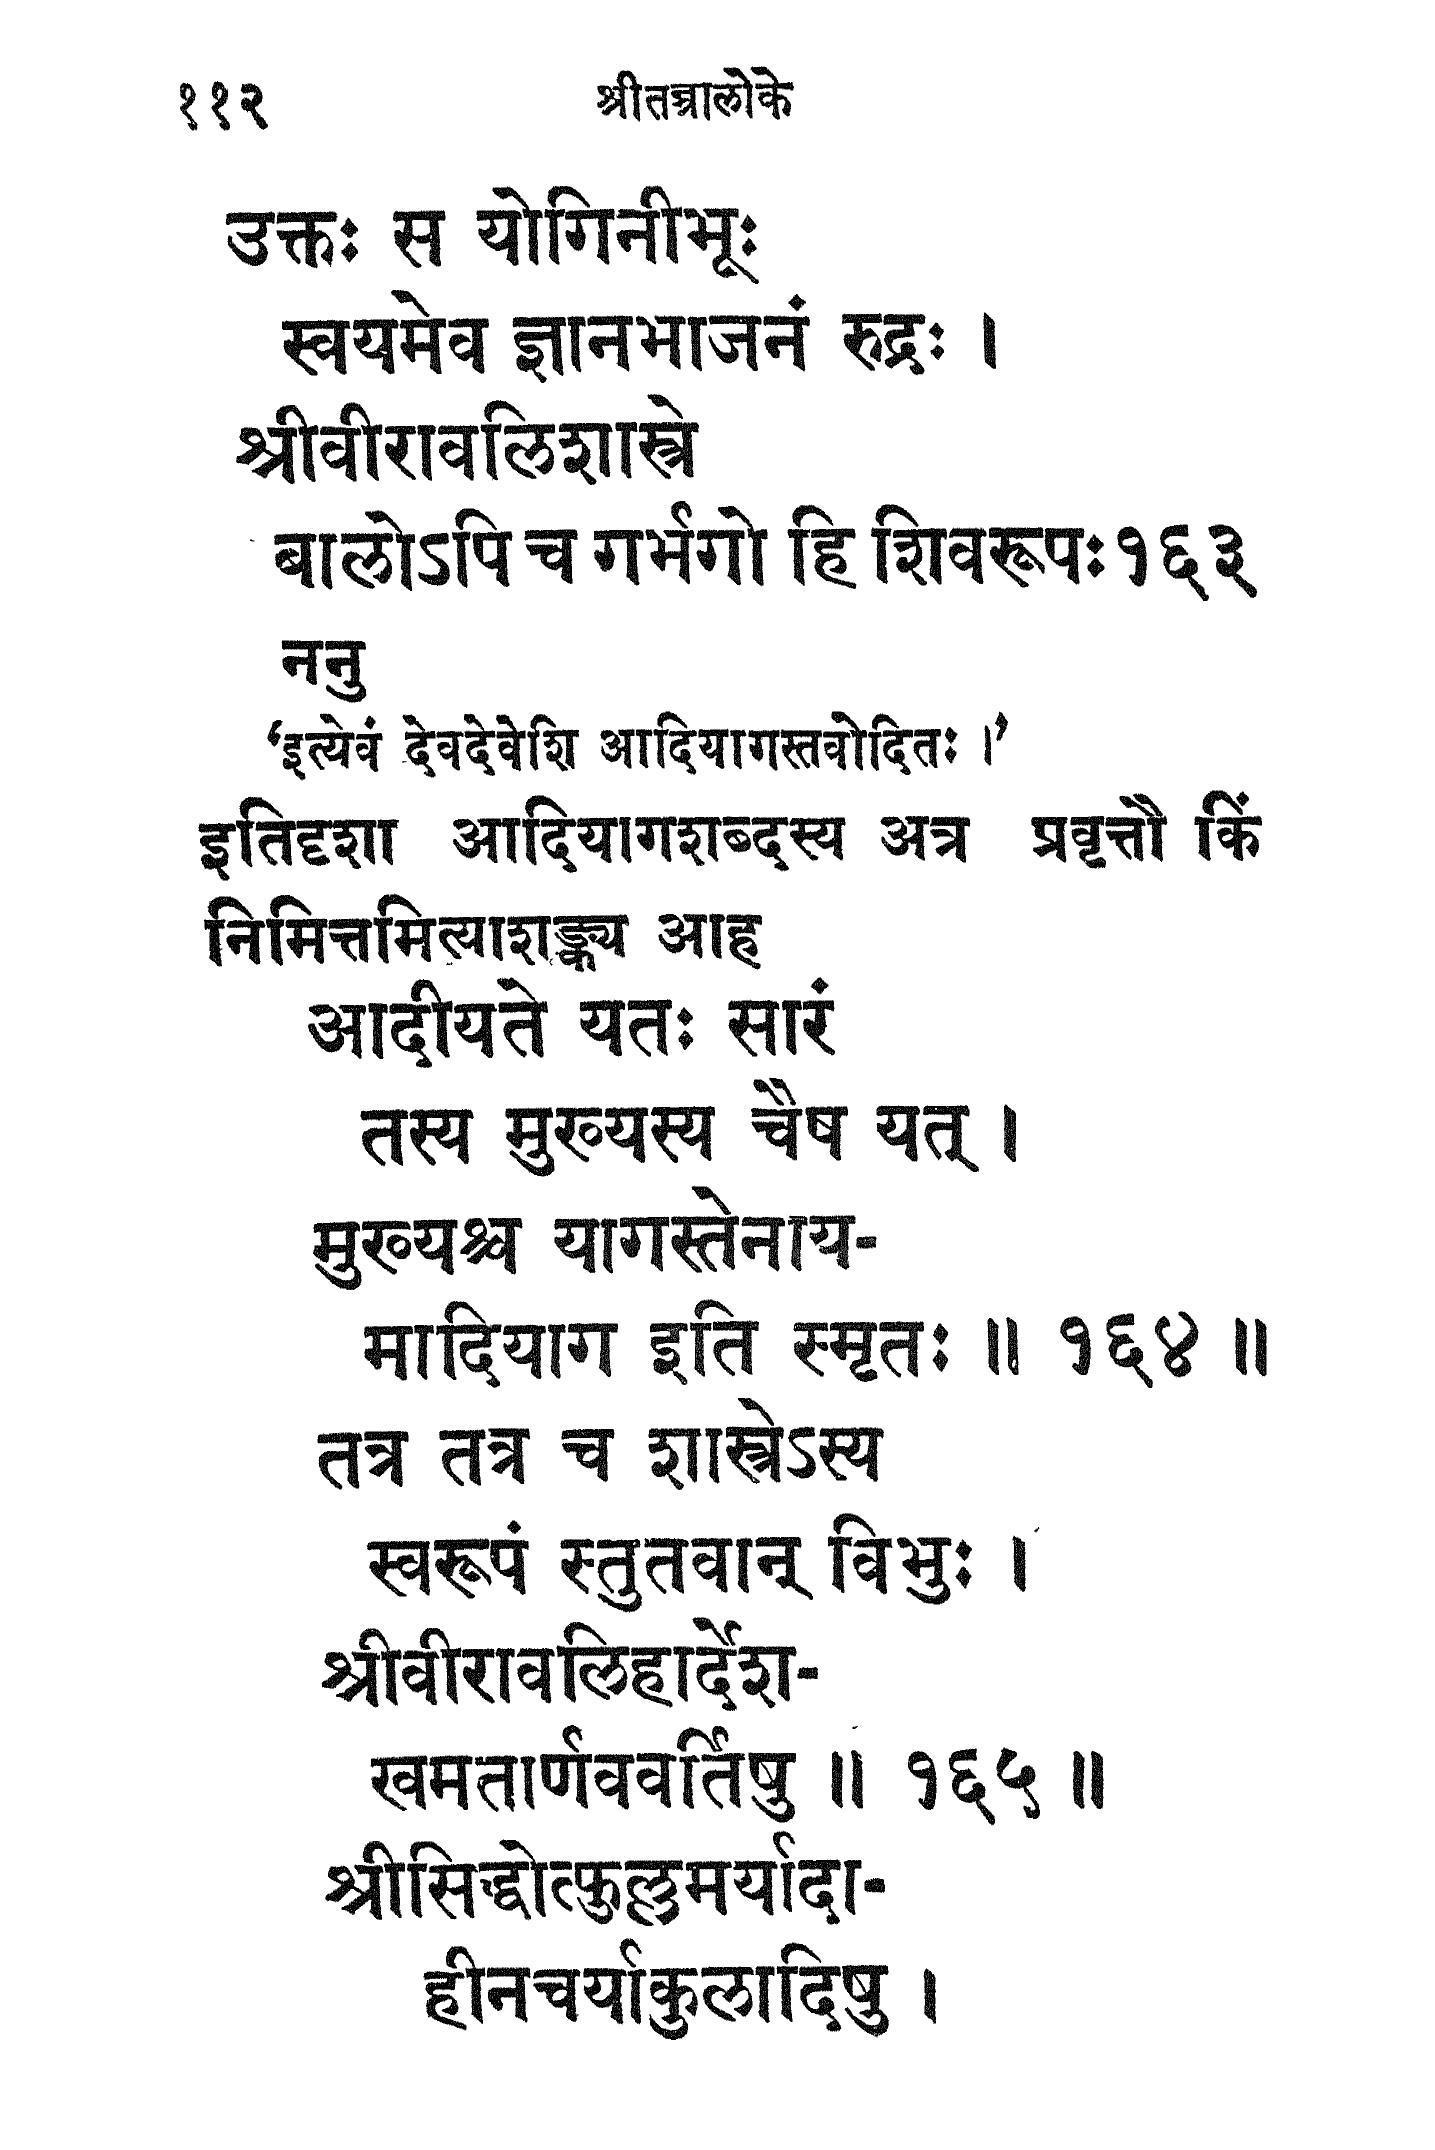 ११२ श्रीतन्त्रालोके
उक्तः स योगिनीभूः
स्वयमेव ज्ञानभाजनं रुद्रः ।
श्रीवीरावलिशास्त्रे
बालोऽपि च गर्भगो हि शिवरूपः१६३
ननु
‘इत्येवं देवदेवेशि आदियागस्तवोदितः ।’
इतिदृशा आदियागशब्दस्य अत्र प्रवृत्तौ किं
निमित्तमित्याशङ्क्य आह
आदीयते यतः सारं
तस्य मुख्यस्य चैष यत् ।
मुख्यश्च यागस्तेनाय-
मादियाग इति स्मृतः ॥ १६४ ॥
तत्र तत्र च शास्त्रेऽस्य
स्वरूपं स्तुतवान् विभुः ।
श्रीवीरावलिहार्देश-
खमतार्णववर्तिषु ॥ १६५ ॥
श्रीसिद्धोत्फुल्लमर्यादा-
हीनचर्याकुलादिषु ।